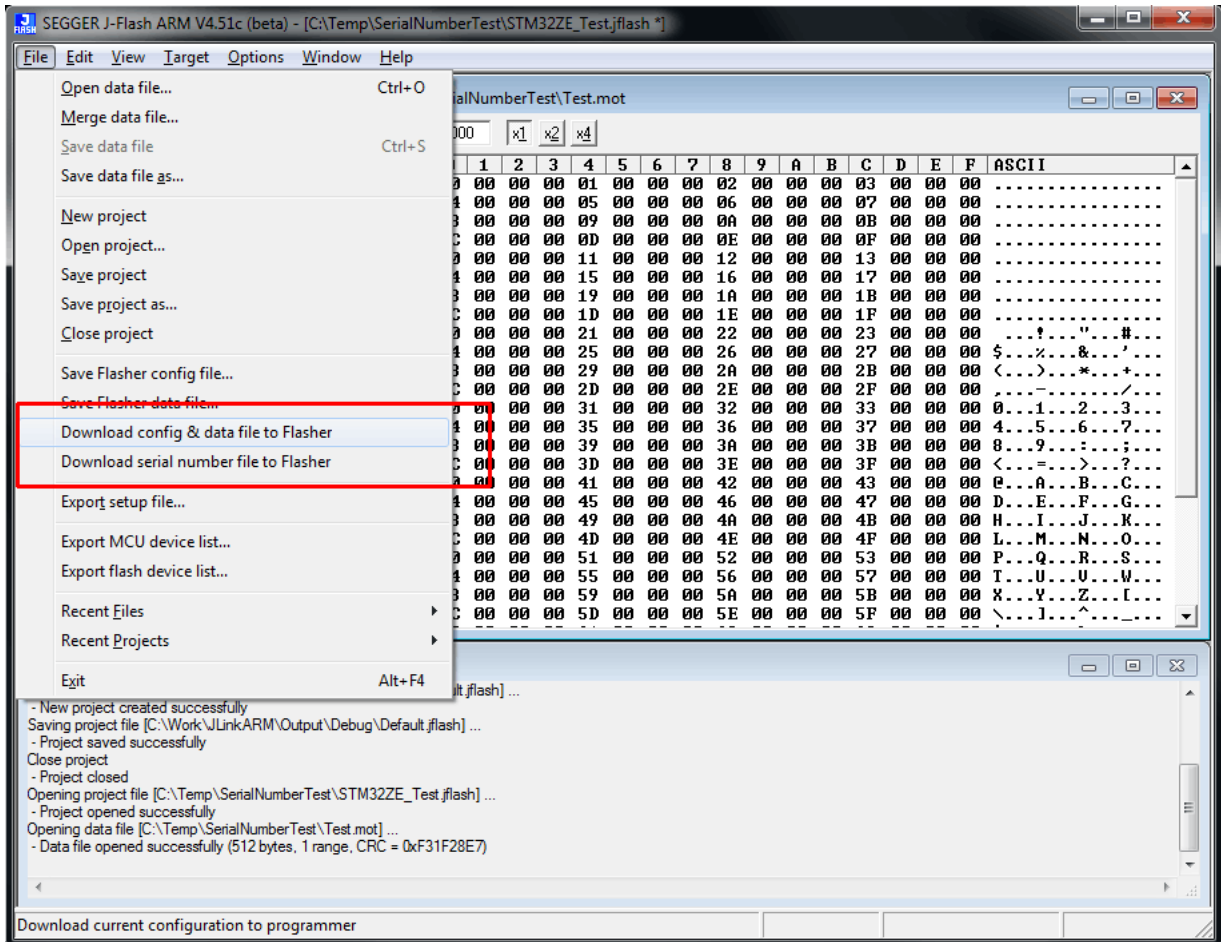 SEGGER J-Flash ARM V4.51c (beta) - [C:\Temp\SerialNumberTest\STM32ZE_Test.jflash *]
File Edit View Target Options Window Help
Open data file... Ctrl+O
Merge data file...
Save data file Ctrl+S
Save data file as...
New project
Open project...
Save project
Save project as...
Close project
Save Flasher config file...
Save Flasher data file...
Download config & data file to Flasher
Download serial number file to Flasher
Export setup file...
Export MCU device list...
Export flash device list...
Recent Files
Recent Projects
Exit Alt+F4
ialNumberTest\Test.mot
000 x1 x2 x4
1 2 3 4 5 6 7 8 9 A B C D E F ASCII
00 00 00 01 00 00 00 02 00 00 00 03 00 00 00 ................
00 00 00 05 00 00 00 06 00 00 00 07 00 00 00 ................
00 00 00 09 00 00 00 0A 00 00 00 0B 00 00 00 ................
00 00 00 0D 00 00 00 0E 00 00 00 0F 00 00 00 ................
00 00 00 11 00 00 00 12 00 00 00 13 00 00 00 ................
00 00 00 15 00 00 00 16 00 00 00 17 00 00 00 ................
00 00 00 19 00 00 00 1A 00 00 00 1B 00 00 00 ................
00 00 00 1D 00 00 00 1E 00 00 00 1F 00 00 00 ................
00 00 00 21 00 00 00 22 00 00 00 23 00 00 00 ...!..."...#...
00 00 00 25 00 00 00 26 00 00 00 27 00 00 00 $...%...&...'...
00 00 00 29 00 00 00 2A 00 00 00 2B 00 00 00 (...)...*...+...
00 00 00 2D 00 00 00 2E 00 00 00 2F 00 00 00 ,...-......./...
00 00 00 31 00 00 00 32 00 00 00 33 00 00 00 0...1...2...3...
00 00 00 35 00 00 00 36 00 00 00 37 00 00 00 4...5...6...7...
00 00 00 39 00 00 00 3A 00 00 00 3B 00 00 00 8...9...:...;...
00 00 00 3D 00 00 00 3E 00 00 00 3F 00 00 00 <...=...>...?...
00 00 00 41 00 00 00 42 00 00 00 43 00 00 00 @...A...B...C...
00 00 00 45 00 00 00 46 00 00 00 47 00 00 00 D...E...F...G...
00 00 00 49 00 00 00 4A 00 00 00 4B 00 00 00 H...I...J...K...
00 00 00 4D 00 00 00 4E 00 00 00 4F 00 00 00 L...M...N...O...
00 00 00 51 00 00 00 52 00 00 00 53 00 00 00 P...Q...R...S...
00 00 00 55 00 00 00 56 00 00 00 57 00 00 00 T...U...V...W...
00 00 00 59 00 00 00 5A 00 00 00 5B 00 00 00 X...Y...Z...[...
00 00 00 5D 00 00 00 5E 00 00 00 5F 00 00 00 \...]...^..._...
ult.jflash] ...
- New project created successfully
Saving project file [C:\Work\JLinkARM\Output\Debug\Default.jflash] ...
- Project saved successfully
Close project
- Project closed
Opening project file [C:\Temp\SerialNumberTest\STM32ZE_Test.jflash] ...
- Project opened successfully
Opening data file [C:\Temp\SerialNumberTest\Test.mot] ...
- Data file opened successfully (512 bytes, 1 range, CRC = 0xF31F28E7)
Download current configuration to programmer